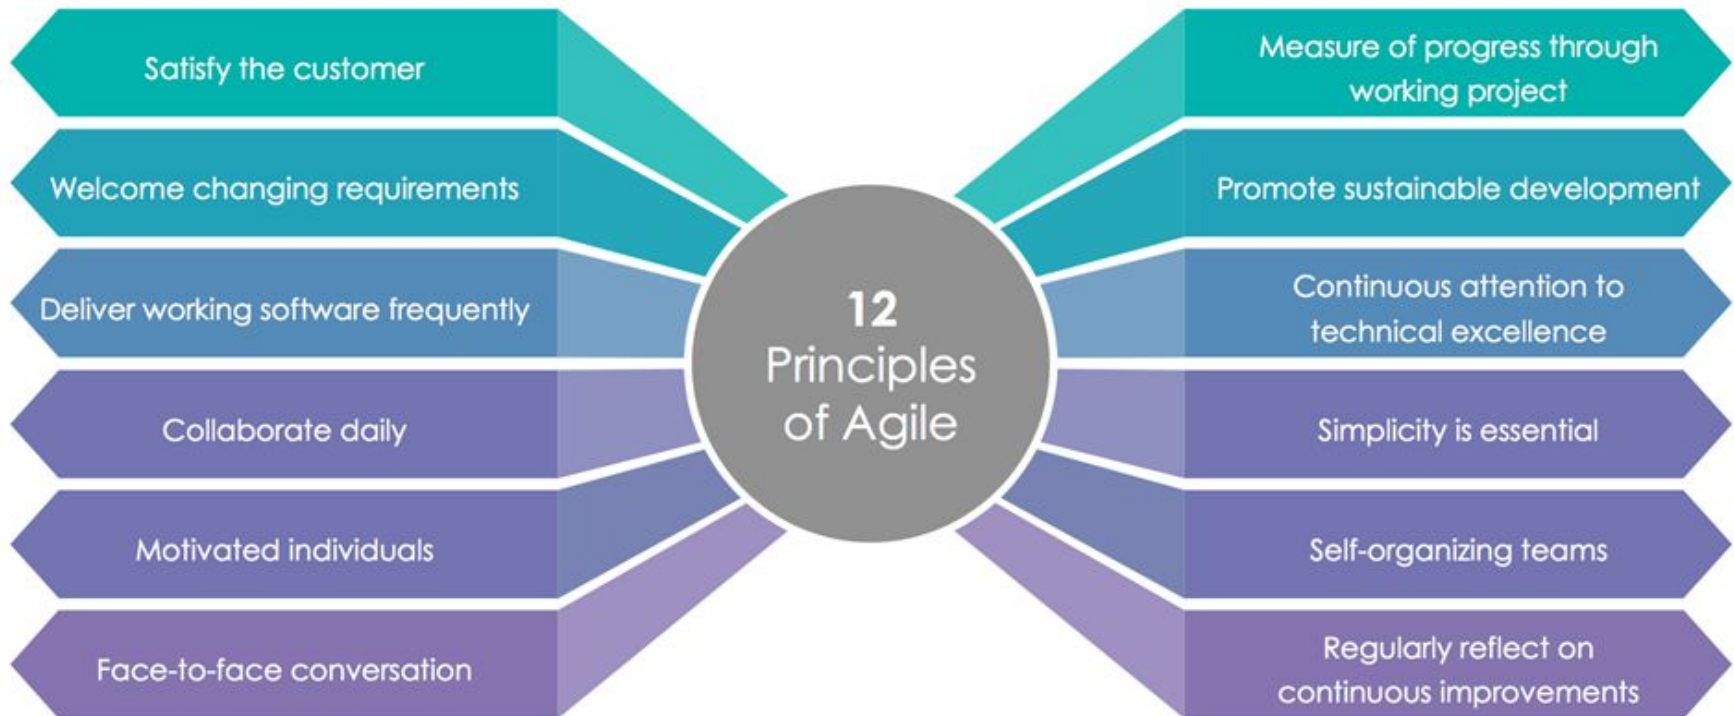 Satisfy the customer
Welcome changing requirements
Deliver working software frequently
Collaborate daily
Motivated individuals
Face-to-face conversation
12
Principles
of Agile
Measure of progress through
working project
Promote sustainable development
Continuous attention to
technical excellence
Simplicity is essential
Self-organizing teams
Regularly reflect on
continuous improvements